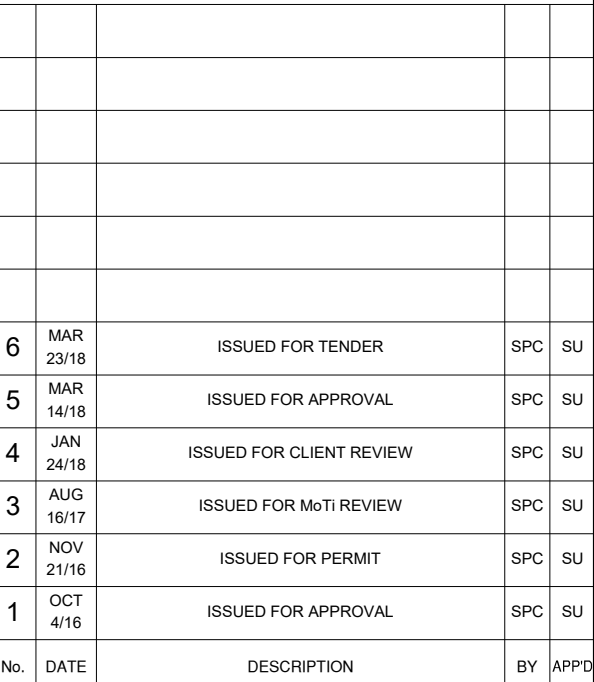 6 MAR 23/18 ISSUED FOR TENDER SPC SU
5 MAR 14/18 ISSUED FOR APPROVAL SPC SU
4 JAN 24/18 ISSUED FOR CLIENT REVIEW SPC SU
3 AUG 16/17 ISSUED FOR MoTi REVIEW SPC SU
2 NOV 21/16 ISSUED FOR PERMIT SPC SU
1 OCT 4/16 ISSUED FOR APPROVAL SPC SU
No. DATE DESCRIPTION BY APP'D